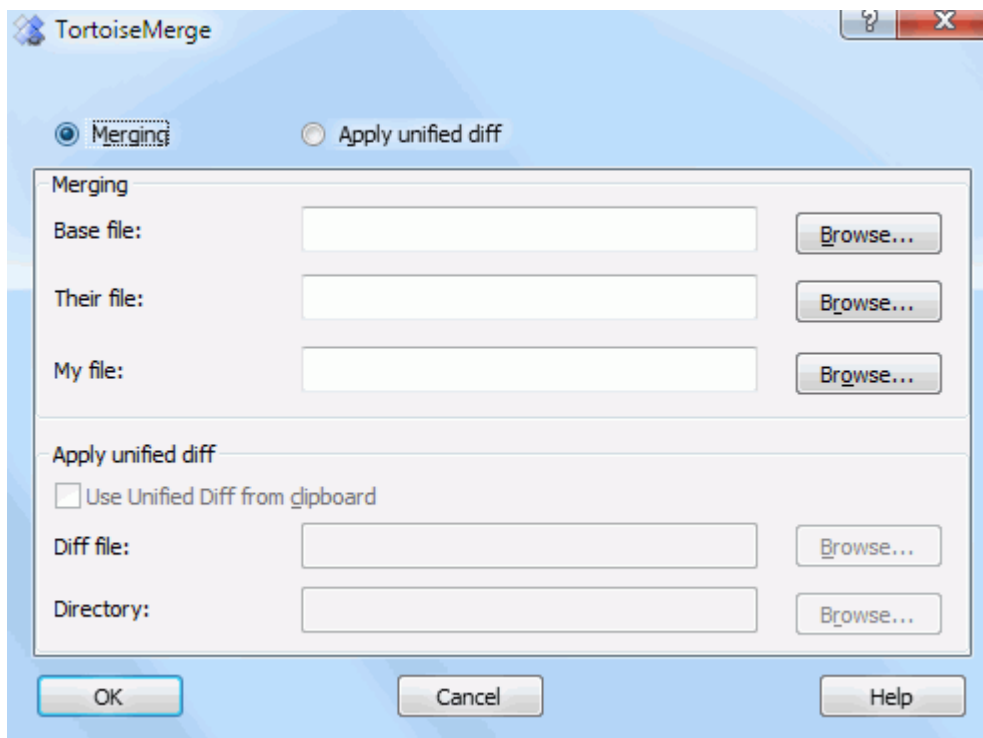 TortoiseMerge
?
Merging Apply unified diff
Merging
Base file: Browse...
Their file: Browse...
My file: Browse...
Apply unified diff
Use Unified Diff from clipboard
Diff file: Browse...
Directory: Browse...
OK Cancel Help